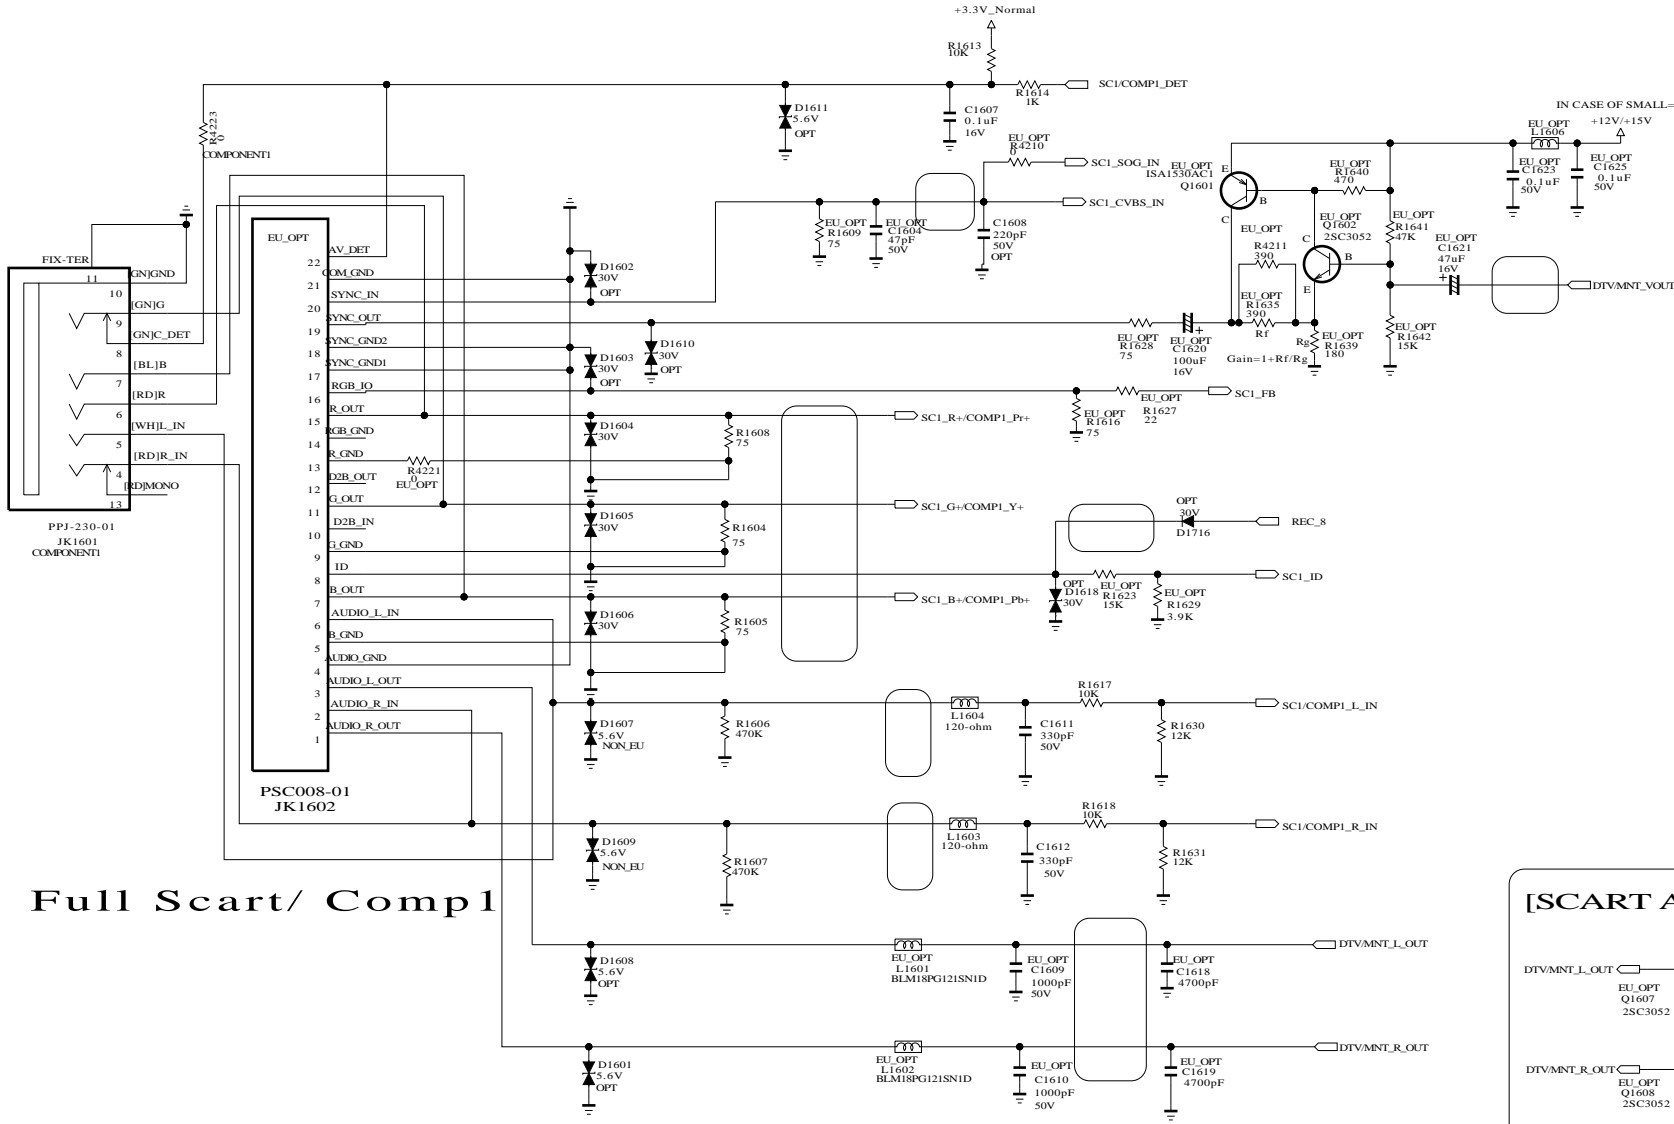 +3.3V_Normal
R1613
10K
SC1/COMP1_DET
R1614
1K
D1611
5.6V
OPT
C1607
0.1uF
16V
R4223
0
COMPONENT1
EU_OPT
R4210
0
SC1_SOG_IN
SC1_CVBS_IN
EU_OPT
R1609
75
EU_OPT
C1604
47pF
50V
C1608
220pF
50V
OPT
IN CASE OF SMALL=
+12V/+15V
EU_OPT
L1606
EU_OPT
C1623
0.1uF
50V
EU_OPT
C1625
0.1uF
50V
EU_OPT
ISA1530AC1
Q1601
E
B
C
EU_OPT
R1640
470
EU_OPT
Q1602
2SC3052
C
B
E
EU_OPT
R1641
47K
EU_OPT
C1621
47uF
16V
+
DTV/MNT_VOUT
EU_OPT
R4211
390
EU_OPT
R1635
390
Rf
Rg
EU_OPT
R1639
180
Gain=1+Rf/Rg
EU_OPT
R1642
15K
EU_OPT
R1628
75
+
EU_OPT
C1620
100uF
16V
FIX-TER
11
[GN]GND
10
[GN]G
9
[GN]C_DET
8
[BL]B
7
[RD]R
6
[WH]L_IN
5
[RD]R_IN
4
[RD]MONO
13
PPJ-230-01
JK1601
COMPONENT1
EU_OPT
AV_DET
22
COM_GND
21
SYNC_IN
20
SYNC_OUT
19
SYNC_GND2
18
SYNC_GND1
17
RGB_IO
16
R_OUT
15
RGB_GND
14
R_GND
13
D2B_OUT
12
G_OUT
11
D2B_IN
10
G_GND
9
ID
8
B_OUT
7
AUDIO_L_IN
6
B_GND
5
AUDIO_GND
4
AUDIO_L_OUT
3
AUDIO_R_IN
2
AUDIO_R_OUT
1
PSC008-01
JK1602
D1602
30V
OPT
D1603
30V
OPT
D1610
30V
OPT
SC1_FB
EU_OPT
R1616
75
EU_OPT
R1627
22
D1604
30V
R1608
75
SC1_R+/COMP1_Pr+
R4221
0
EU_OPT
D1605
30V
R1604
75
SC1_G+/COMP1_Y+
OPT
30V
D1716
REC_8
SC1_ID
OPT
D1618
30V
EU_OPT
R1623
15K
EU_OPT
R1629
3.9K
D1606
30V
R1605
75
SC1_B+/COMP1_Pb+
D1607
5.6V
NON_EU
R1606
470K
L1604
120-ohm
C1611
330pF
50V
R1617
10K
R1630
12K
SC1/COMP1_L_IN
D1609
5.6V
NON_EU
R1607
470K
L1603
120-ohm
C1612
330pF
50V
R1618
10K
R1631
12K
SC1/COMP1_R_IN
Full Scart/ Comp1
D1608
5.6V
OPT
EU_OPT
L1601
BLM18PG121SN1D
EU_OPT
C1609
1000pF
50V
EU_OPT
C1618
4700pF
DTV/MNT_L_OUT
D1601
5.6V
OPT
EU_OPT
L1602
BLM18PG121SN1D
EU_OPT
C1610
1000pF
50V
EU_OPT
C1619
4700pF
DTV/MNT_R_OUT
[SCART A
DTV/MNT_L_OUT
EU_OPT
Q1607
2SC3052
DTV/MNT_R_OUT
EU_OPT
Q1608
2SC3052